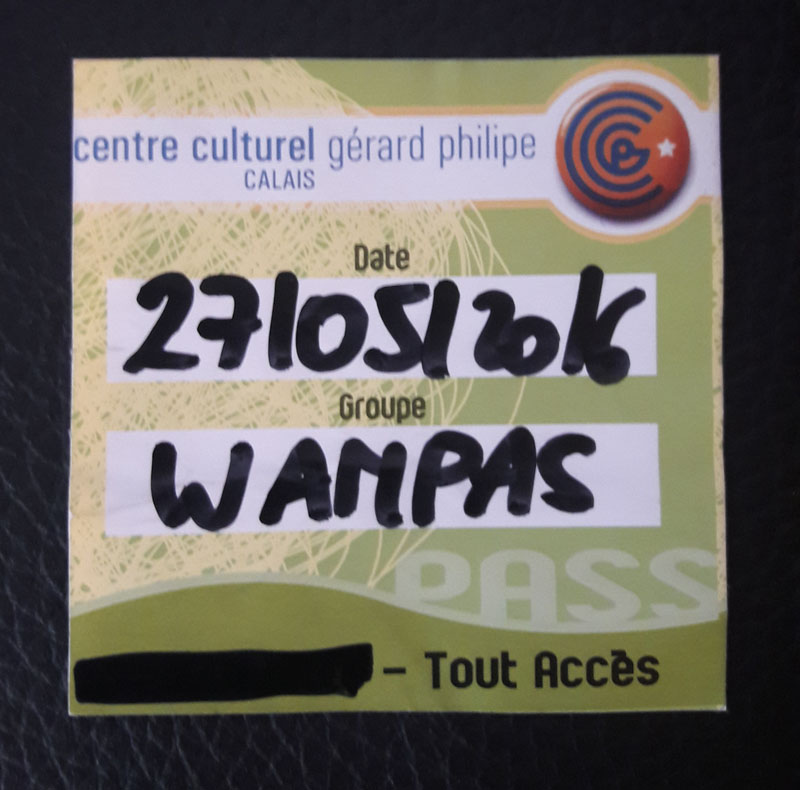 centre culturel gérard philipe
CALAIS
Date
27/05/2016
Groupe
WAMPAS
PASS
– Tout Accès